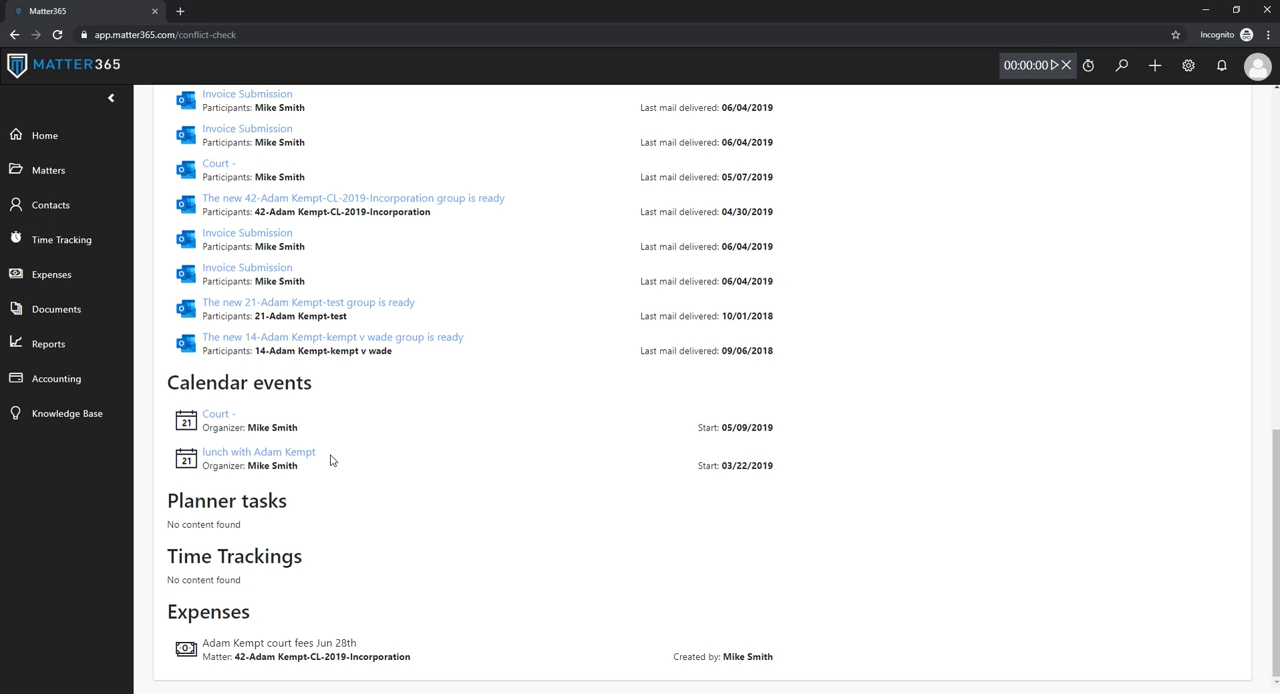 Matter365
app.matter365.com/conflict-check
Incognito
MATTER365
00:00:00
Home
Matters
Contacts
Time Tracking
Expenses
Documents
Reports
Accounting
Knowledge Base
Invoice Submission
Participants: Mike Smith Last mail delivered: 06/04/2019
Invoice Submission
Participants: Mike Smith Last mail delivered: 06/04/2019
Court -
Participants: Mike Smith Last mail delivered: 05/07/2019
The new 42-Adam Kempt-CL-2019-Incorporation group is ready
Participants: 42-Adam Kempt-CL-2019-Incorporation Last mail delivered: 04/30/2019
Invoice Submission
Participants: Mike Smith Last mail delivered: 06/04/2019
Invoice Submission
Participants: Mike Smith Last mail delivered: 06/04/2019
The new 21-Adam Kempt-test group is ready
Participants: 21-Adam Kempt-test Last mail delivered: 10/01/2018
The new 14-Adam Kempt-kempt v wade group is ready
Participants: 14-Adam Kempt-kempt v wade Last mail delivered: 09/06/2018
Calendar events
21
Court -
Organizer: Mike Smith Start: 05/09/2019
21
lunch with Adam Kempt
Organizer: Mike Smith Start: 03/22/2019
Planner tasks
No content found
Time Trackings
No content found
Expenses
Adam Kempt court fees Jun 28th
Matter: 42-Adam Kempt-CL-2019-Incorporation Created by: Mike Smith